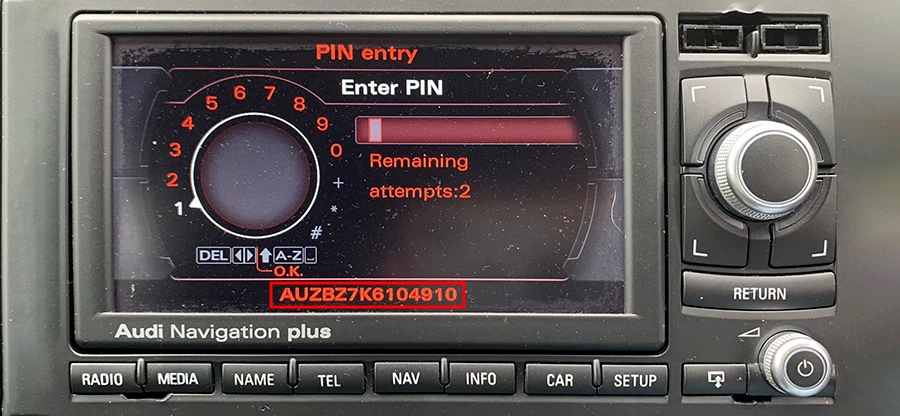 PIN entry
Enter PIN
1 2 3 4 5 6 7 8 9 0 + * #
Remaining
attempts:2
DEL A-Z
O.K.
AUZBZ7K6104910
Audi Navigation plus
RETURN
RADIO MEDIA NAME TEL NAV INFO CAR SETUP